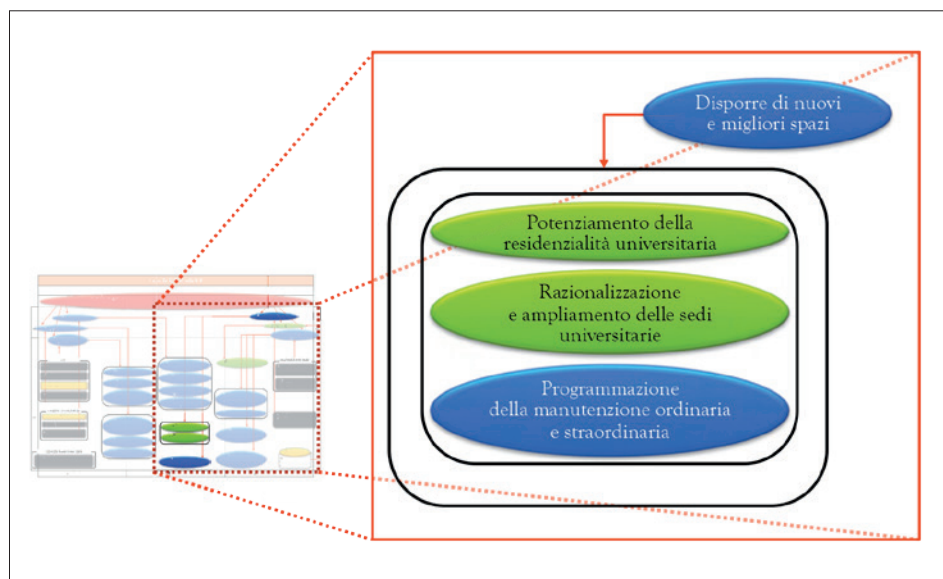 Disporre di nuovi
e migliori spazi
Potenziamento della
residenzialità universitaria
Razionalizzazione
e ampliamento delle sedi
universitarie
Programmazione
della manutenzione ordinaria
e straordinaria